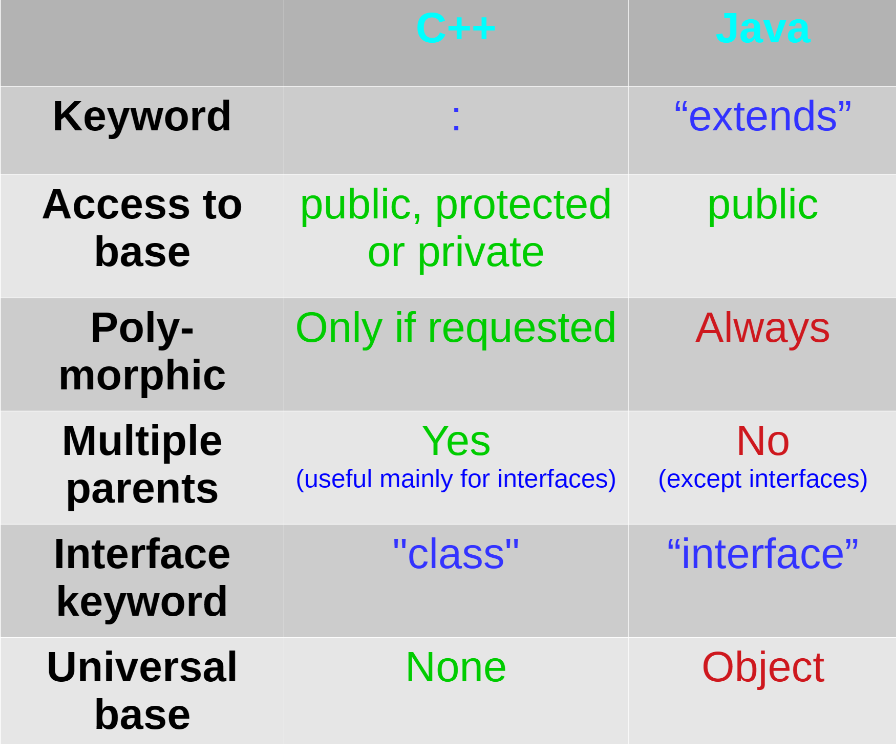 C++ Java
Keyword : “extends”
Access to public, protected public
base or private
Poly- Only if requested Always
morphic
Multiple Yes No
parents (useful mainly for interfaces) (except interfaces)
Interface "class" “interface”
keyword
Universal None Object
base